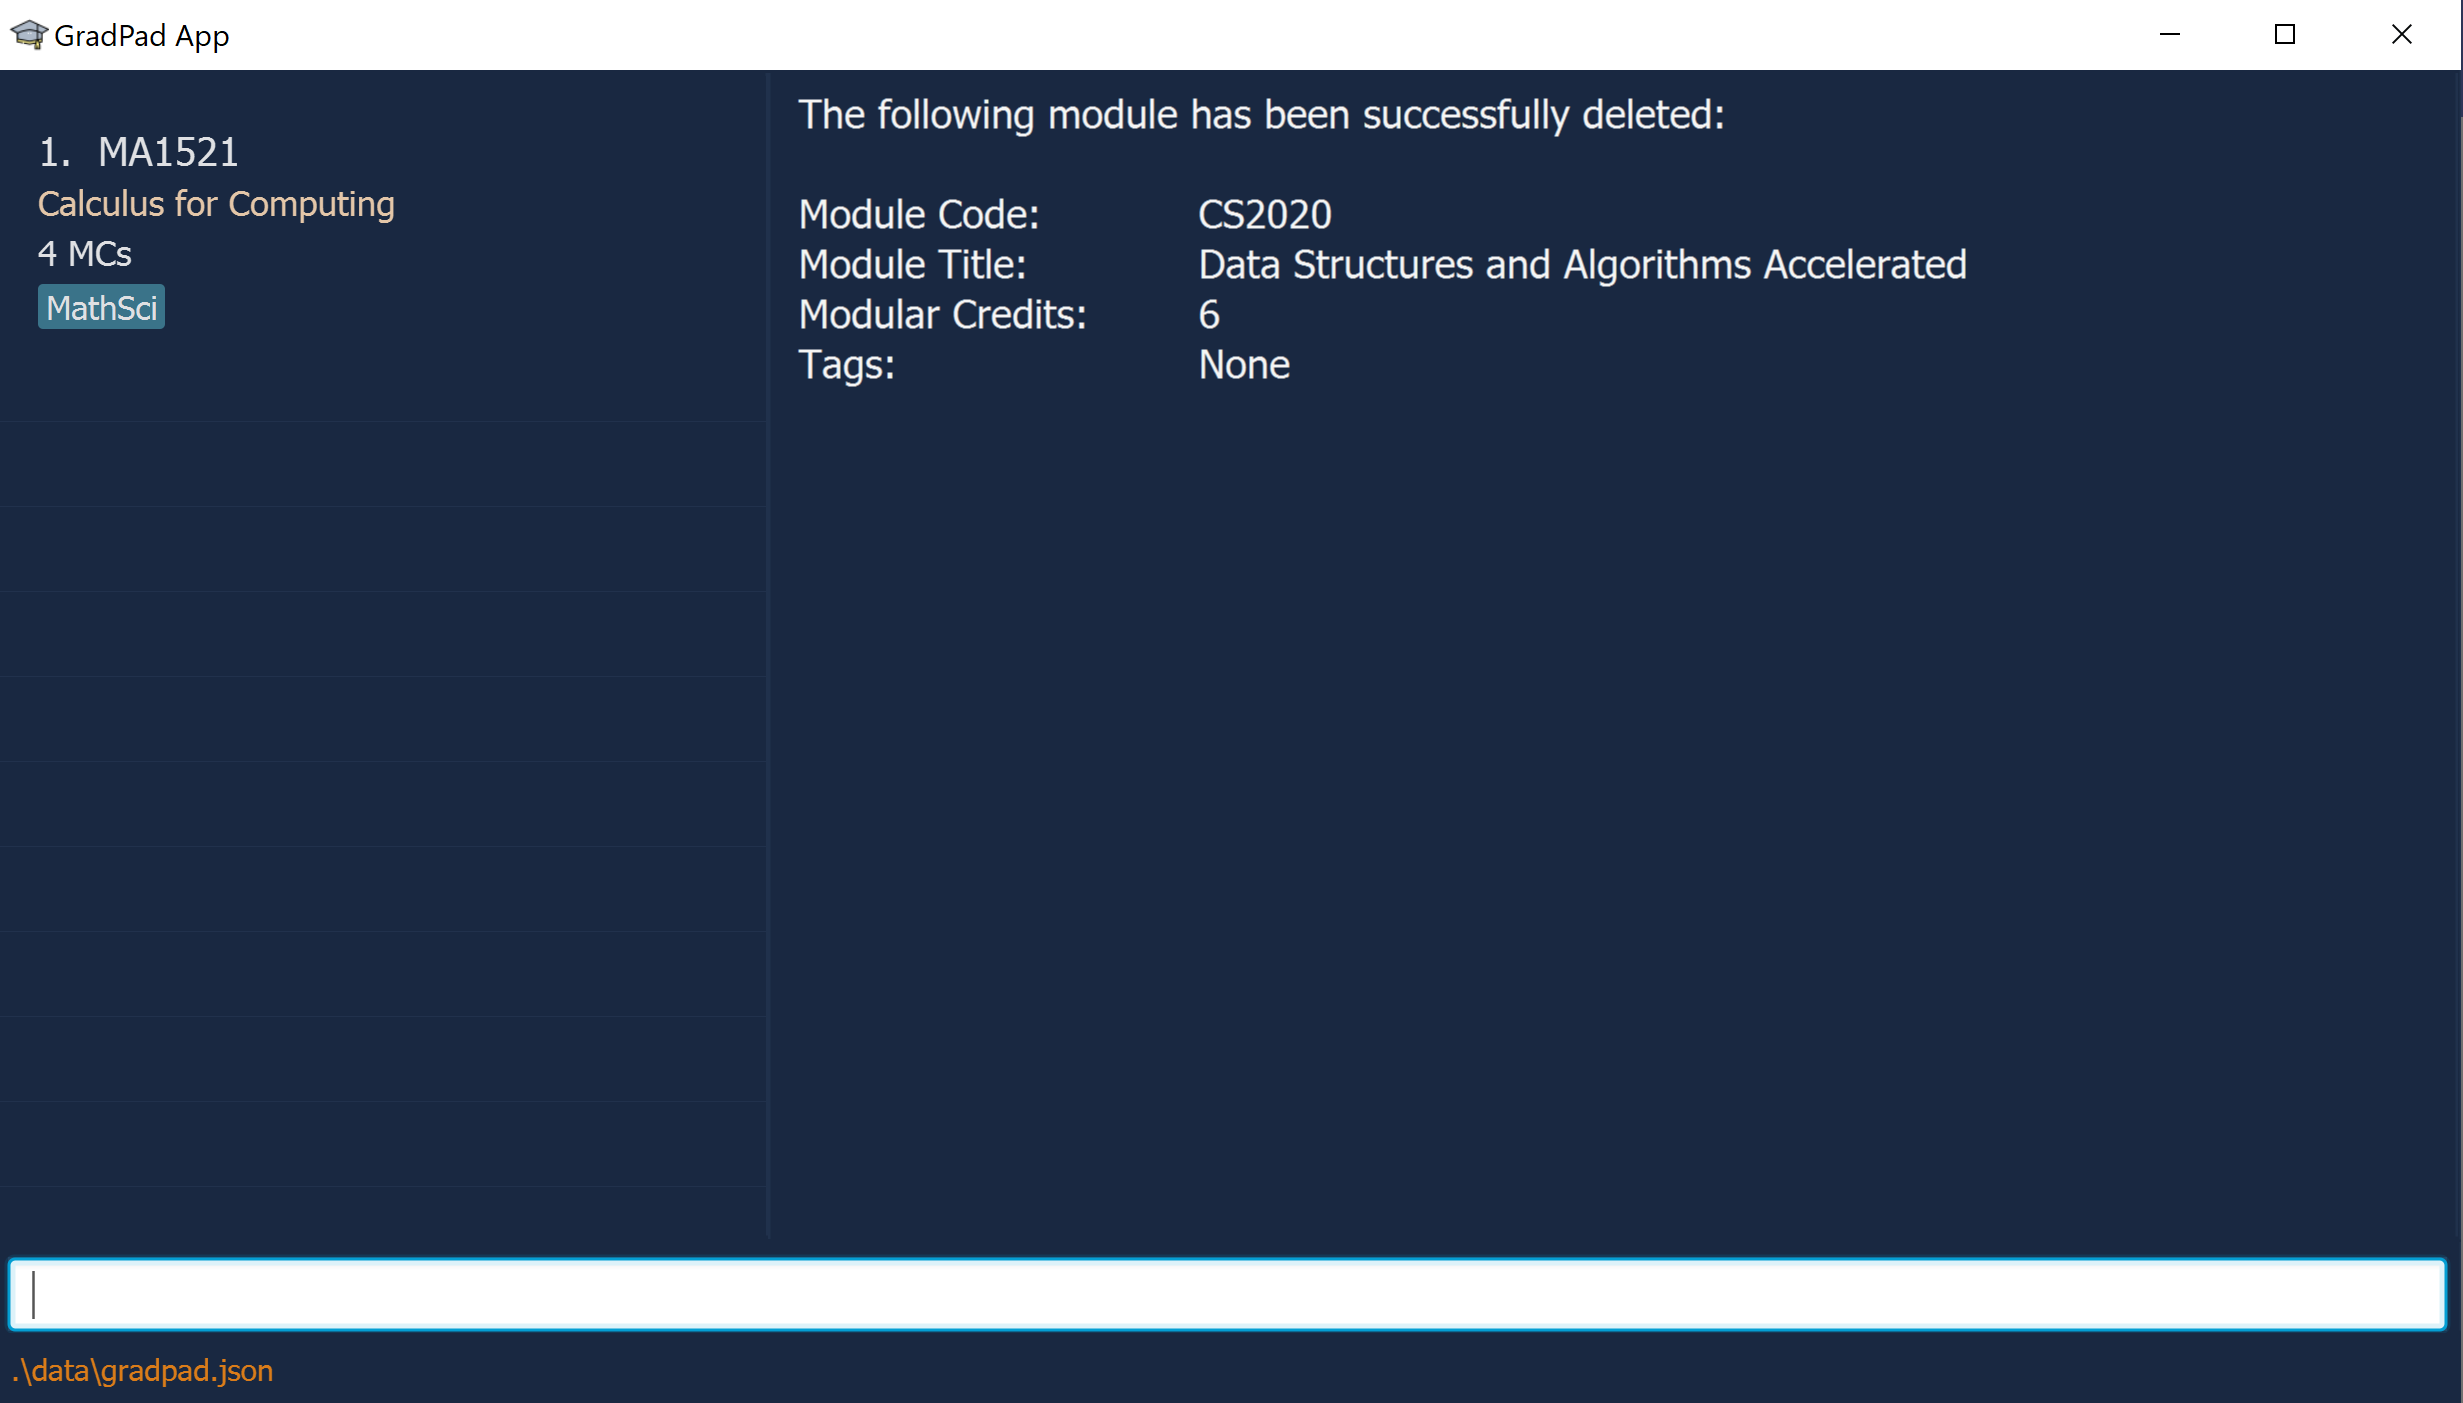 GradPad App
1. MA1521
Calculus for Computing
4 MCs
MathSci
The following module has been successfully deleted:
Module Code: CS2020
Module Title: Data Structures and Algorithms Accelerated
Modular Credits: 6
Tags: None
.\data\gradpad.json